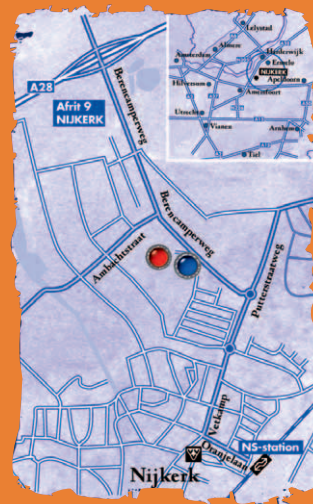 Lelystad
Almere
Harderwijk
Amsterdam
Ermelo
NIJKERK
Hilversum
Apeldoorn
Amersfoort
Utrecht
Vianen
Arnhem
Tiel
A28
Afrit 9
NIJKERK
Berencamperweg
Berencamperweg
Ambachtstraat
Putterstraatweg
Vetkamp
Oranjelaan
NS-station
Nijkerk